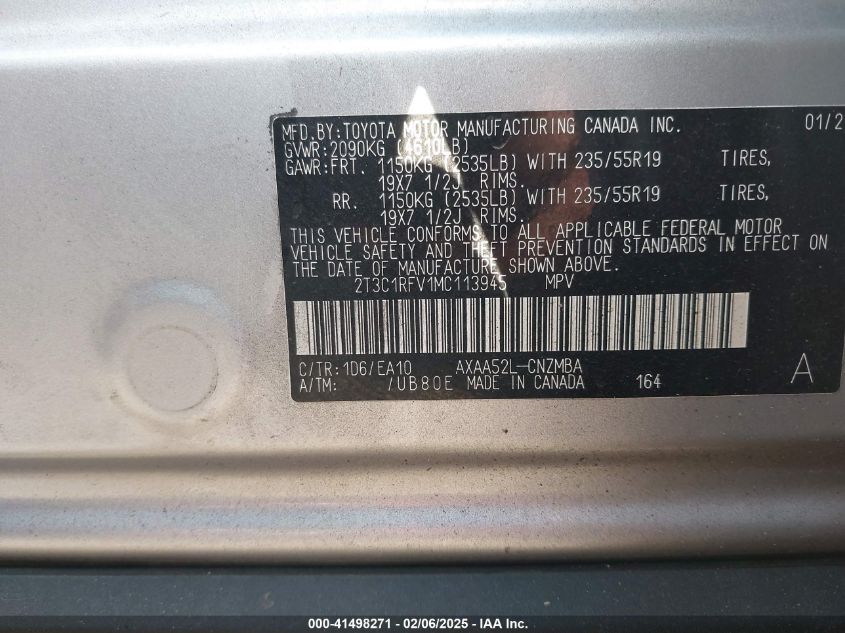 MFD.BY:TOYOTA MOTOR MANUFACTURING CANADA INC. 01/2
GVWR:2090KG (4610LB)
GAWR:FRT. 1150KG (2535LB) WITH 235/55R19 TIRES,
19X7 1/2J RIMS.
RR. 1150KG (2535LB) WITH 235/55R19 TIRES,
19X7 1/2J RIMS.
THIS VEHICLE CONFORMS TO ALL APPLICABLE FEDERAL MOTOR
VEHICLE SAFETY AND THEFT PREVENTION STANDARDS IN EFFECT ON
THE DATE OF MANUFACTURE SHOWN ABOVE.
2T3C1RFV1MC113945 MPV
C/TR:1D6/EA10 AXAA52L-CNZMBA
A/TM: /UB80E MADE IN CANADA 164 A
000-41498271 - 02/06/2025 - IAA Inc.